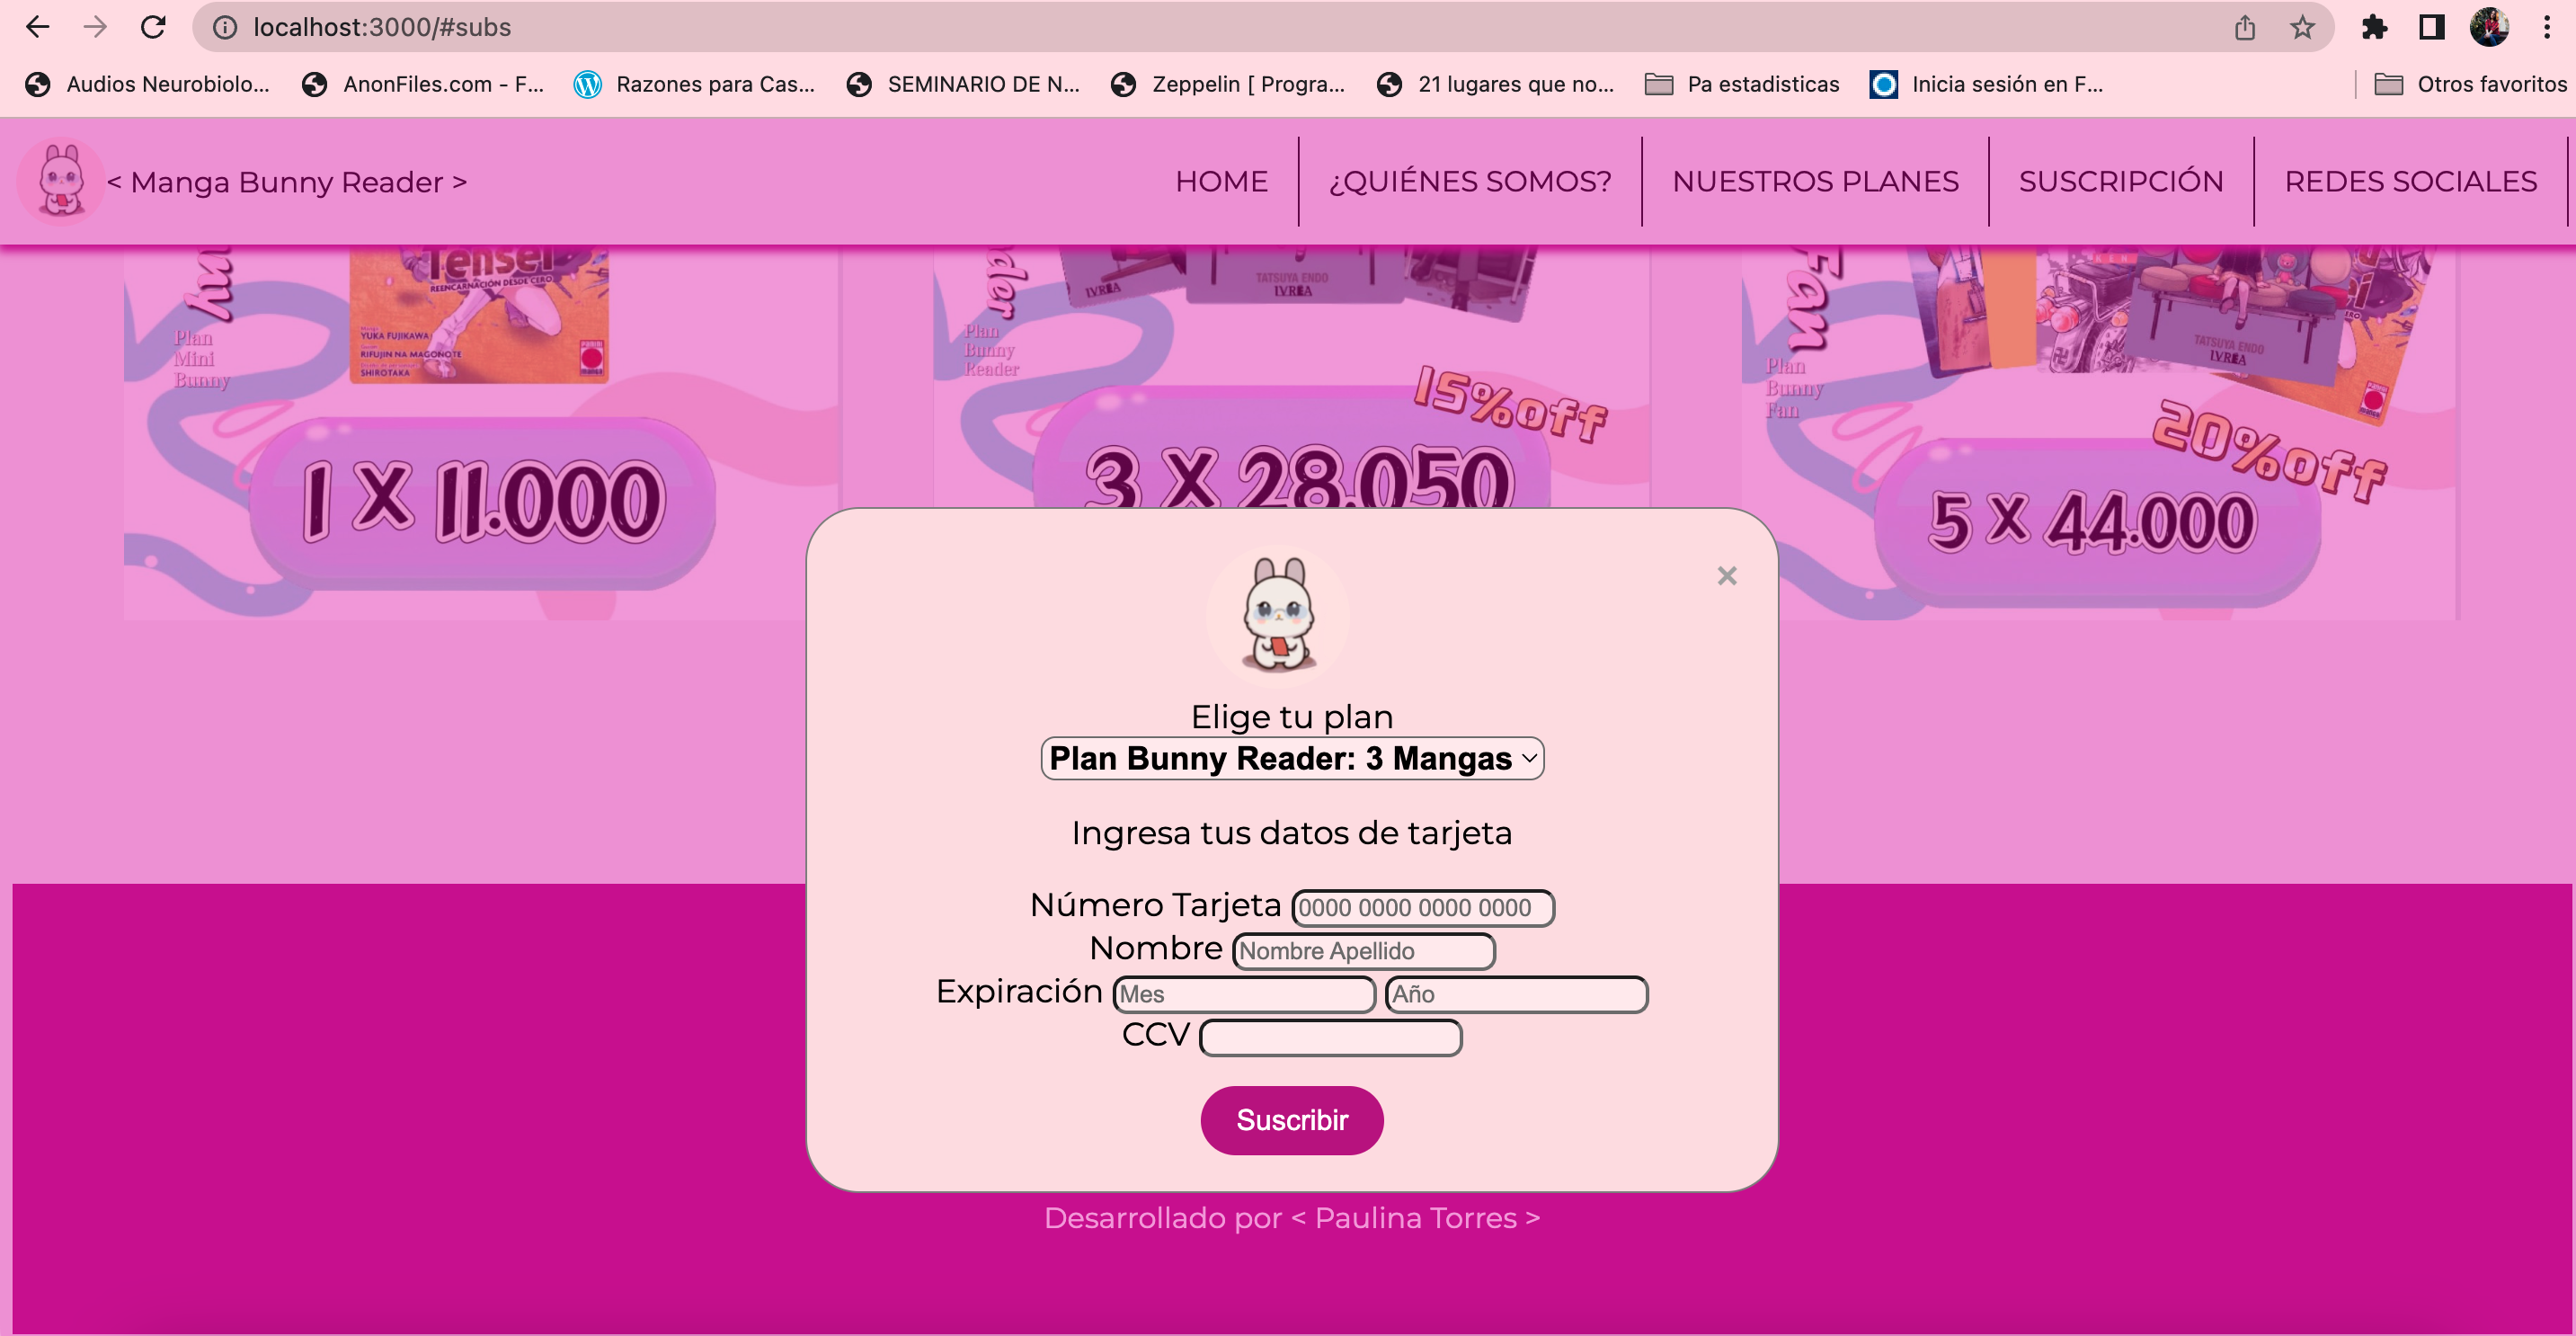 localhost:3000/#subs
Audios Neurobiolo...
AnonFiles.com - F...
Razones para Cas...
SEMINARIO DE N...
Zeppelin [ Progra...
21 lugares que no...
Pa estadisticas
Inicia sesión en F...
Otros favoritos
< Manga Bunny Reader >
HOME
¿QUIÉNES SOMOS?
NUESTROS PLANES
SUSCRIPCIÓN
REDES SOCIALES
Tensei
REENCARNACIÓN DESDE CERO
YUKA FUJIKAWA
RIFUJIN NA MAGONOTE
SHIROTAKA
Plan
Mini
Bunny
1 X 11.000
IVREA
TATSUYA ENDO
IVREA
Plan
Bunny
Reader
15%off
3 X 28.050
Fan
TATSUYA ENDO
IVREA
Plan
Bunny
Fan
20%off
5 X 44.000
×
Elige tu plan
Plan Bunny Reader: 3 Mangas
Ingresa tus datos de tarjeta
Número Tarjeta 0000 0000 0000 0000
Nombre Nombre Apellido
Expiración Mes Año
CCV
Suscribir
Desarrollado por < Paulina Torres >